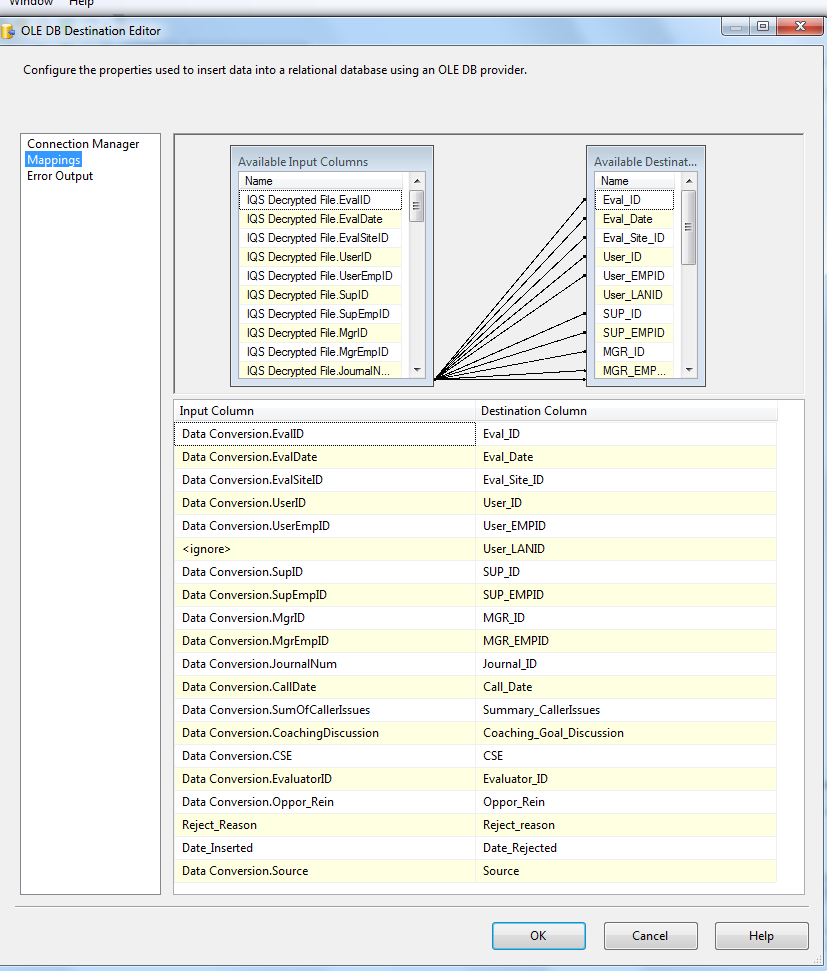 Window Help
OLE DB Destination Editor
Configure the properties used to insert data into a relational database using an OLE DB provider.
Connection Manager
Mappings
Error Output
Available Input Columns
Name
IQS Decrypted File.EvalID
IQS Decrypted File.EvalDate
IQS Decrypted File.EvalSiteID
IQS Decrypted File.UserID
IQS Decrypted File.UserEmpID
IQS Decrypted File.SupID
IQS Decrypted File.SupEmpID
IQS Decrypted File.MgrID
IQS Decrypted File.MgrEmpID
IQS Decrypted File.JournalN...
Available Destinat...
Name
Eval_ID
Eval_Date
Eval_Site_ID
User_ID
User_EMPID
User_LANID
SUP_ID
SUP_EMPID
MGR_ID
MGR_EMP...
Input Column Destination Column
Data Conversion.EvalID Eval_ID
Data Conversion.EvalDate Eval_Date
Data Conversion.EvalSiteID Eval_Site_ID
Data Conversion.UserID User_ID
Data Conversion.UserEmpID User_EMPID
<ignore> User_LANID
Data Conversion.SupID SUP_ID
Data Conversion.SupEmpID SUP_EMPID
Data Conversion.MgrID MGR_ID
Data Conversion.MgrEmpID MGR_EMPID
Data Conversion.JournalNum Journal_ID
Data Conversion.CallDate Call_Date
Data Conversion.SumOfCallerIssues Summary_CallerIssues
Data Conversion.CoachingDiscussion Coaching_Goal_Discussion
Data Conversion.CSE CSE
Data Conversion.EvaluatorID Evaluator_ID
Data Conversion.Oppor_Rein Oppor_Rein
Reject_Reason Reject_reason
Date_Inserted Date_Rejected
Data Conversion.Source Source
OK Cancel Help